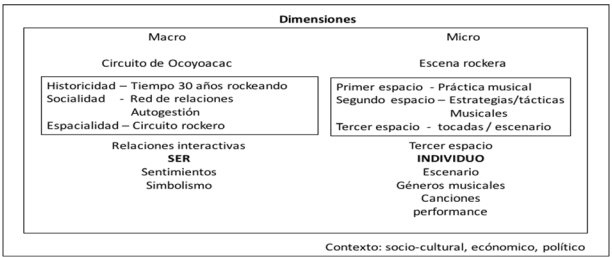 Dimensiones
Macro
Circuito de Ocoyoacac
Historicidad – Tiempo 30 años rockeando
Socialidad - Red de relaciones
Autogestión
Espacialidad – Circuito rockero
Relaciones interactivas
SER
Sentimientos
Simbolismo
Micro
Escena rockera
Primer espacio - Práctica musical
Segundo espacio – Estrategias/tácticas
Musicales
Tercer espacio - tocadas / escenario
Tercer espacio
INDIVIDUO
Escenario
Géneros musicales
Canciones
performance
Contexto: socio-cultural, ecónomico, político